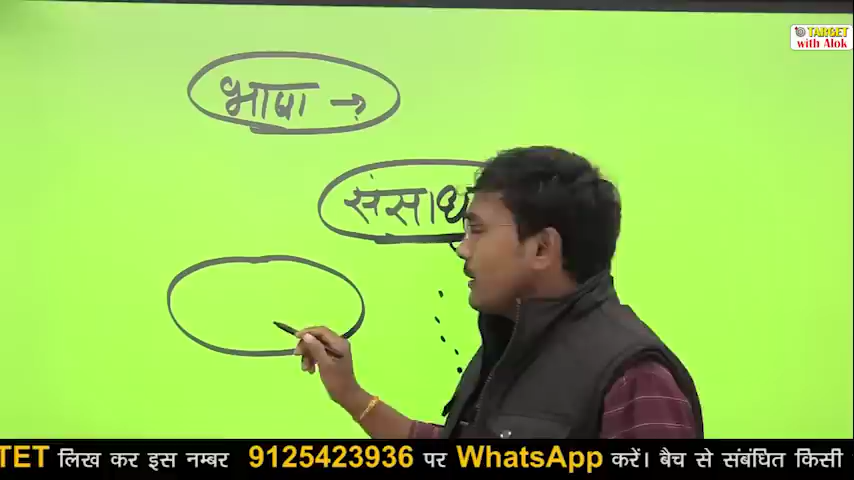 TARGET
with Alok
भाषा →
TET लिख कर इस नम्बर 9125423936 पर WhatsApp करें। बैच से संबंधित किसी